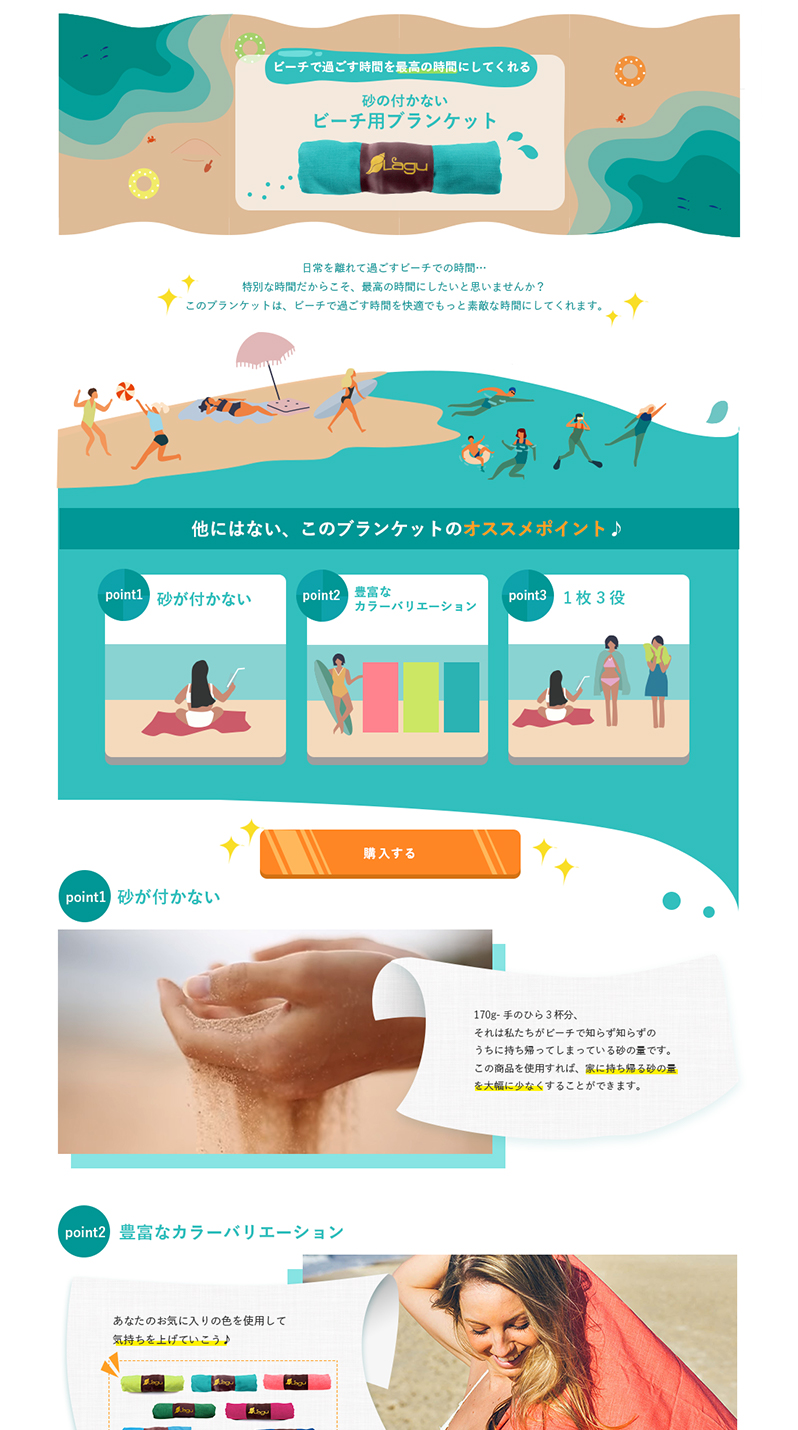 ビーチで過ごす時間を最高の時間にしてくれる
砂の付かない
ビーチ用ブランケット
Lagu
日常を離れて過ごすビーチでの時間…
特別な時間だからこそ、最高の時間にしたいと思いませんか？
このブランケットは、ビーチで過ごす時間を快適でもっと素敵な時間にしてくれます。
他にはない、このブランケットのオススメポイント♪
point1 砂が付かない
point2 豊富な
カラーバリエーション
point3 １枚３役
購入する
point1 砂が付かない
170g- 手のひら３杯分、
それは私たちがビーチで知らず知らずの
うちに持ち帰ってしまっている砂の量です。
この商品を使用すれば、家に持ち帰る砂の量
を大幅に少なくすることができます。
point2 豊富なカラーバリエーション
あなたのお気に入りの色を使用して
気持ちを上げていこう♪
Lagu
Lagu
Lagu
Lagu
Lagu